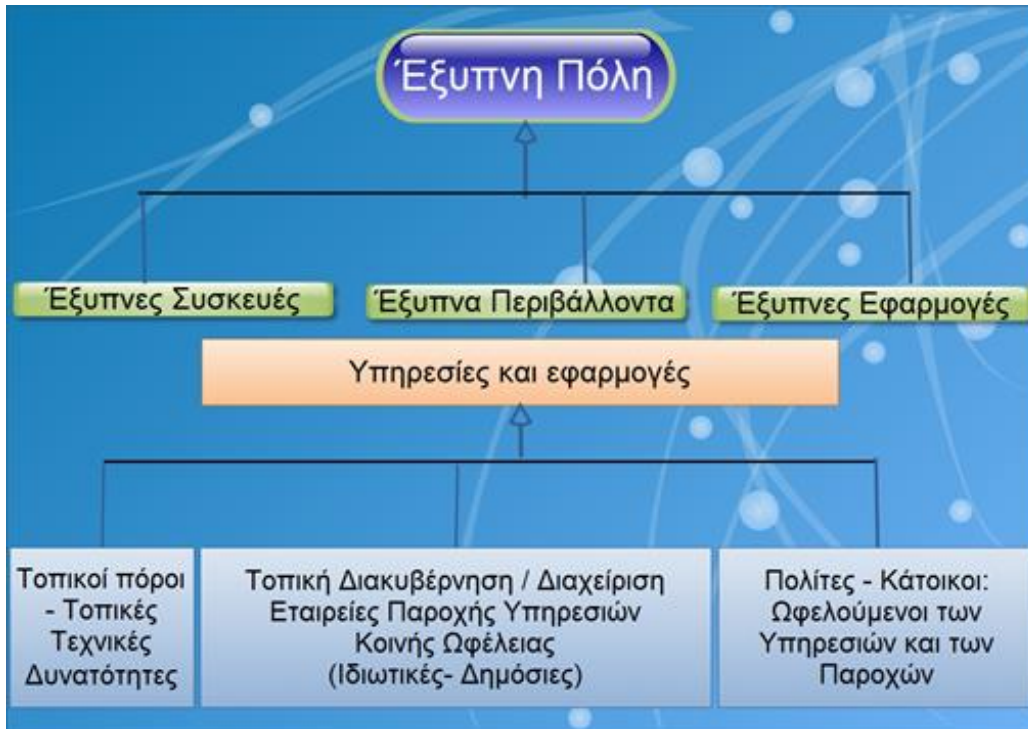 Έξυπνη Πόλη
Έξυπνες Συσκευές
Έξυπνα Περιβάλλοντα
Έξυπνες Εφαρμογές
Υπηρεσίες και εφαρμογές
Τοπικοί πόροι
- Τοπικές
Τεχνικές
Δυνατότητες
Τοπική Διακυβέρνηση / Διαχείριση
Εταιρείες Παροχής Υπηρεσιών
Κοινής Ωφέλειας
(Ιδιωτικές- Δημόσιες)
Πολίτες - Κάτοικοι:
Ωφελούμενοι των
Υπηρεσιών και των
Παροχών